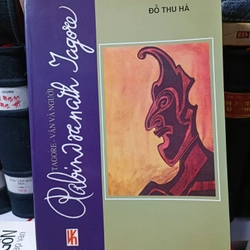 ĐỖ THU HÀ
TAGORE - VĂN VÀ NGƯỜI
Rabindranath Tagore